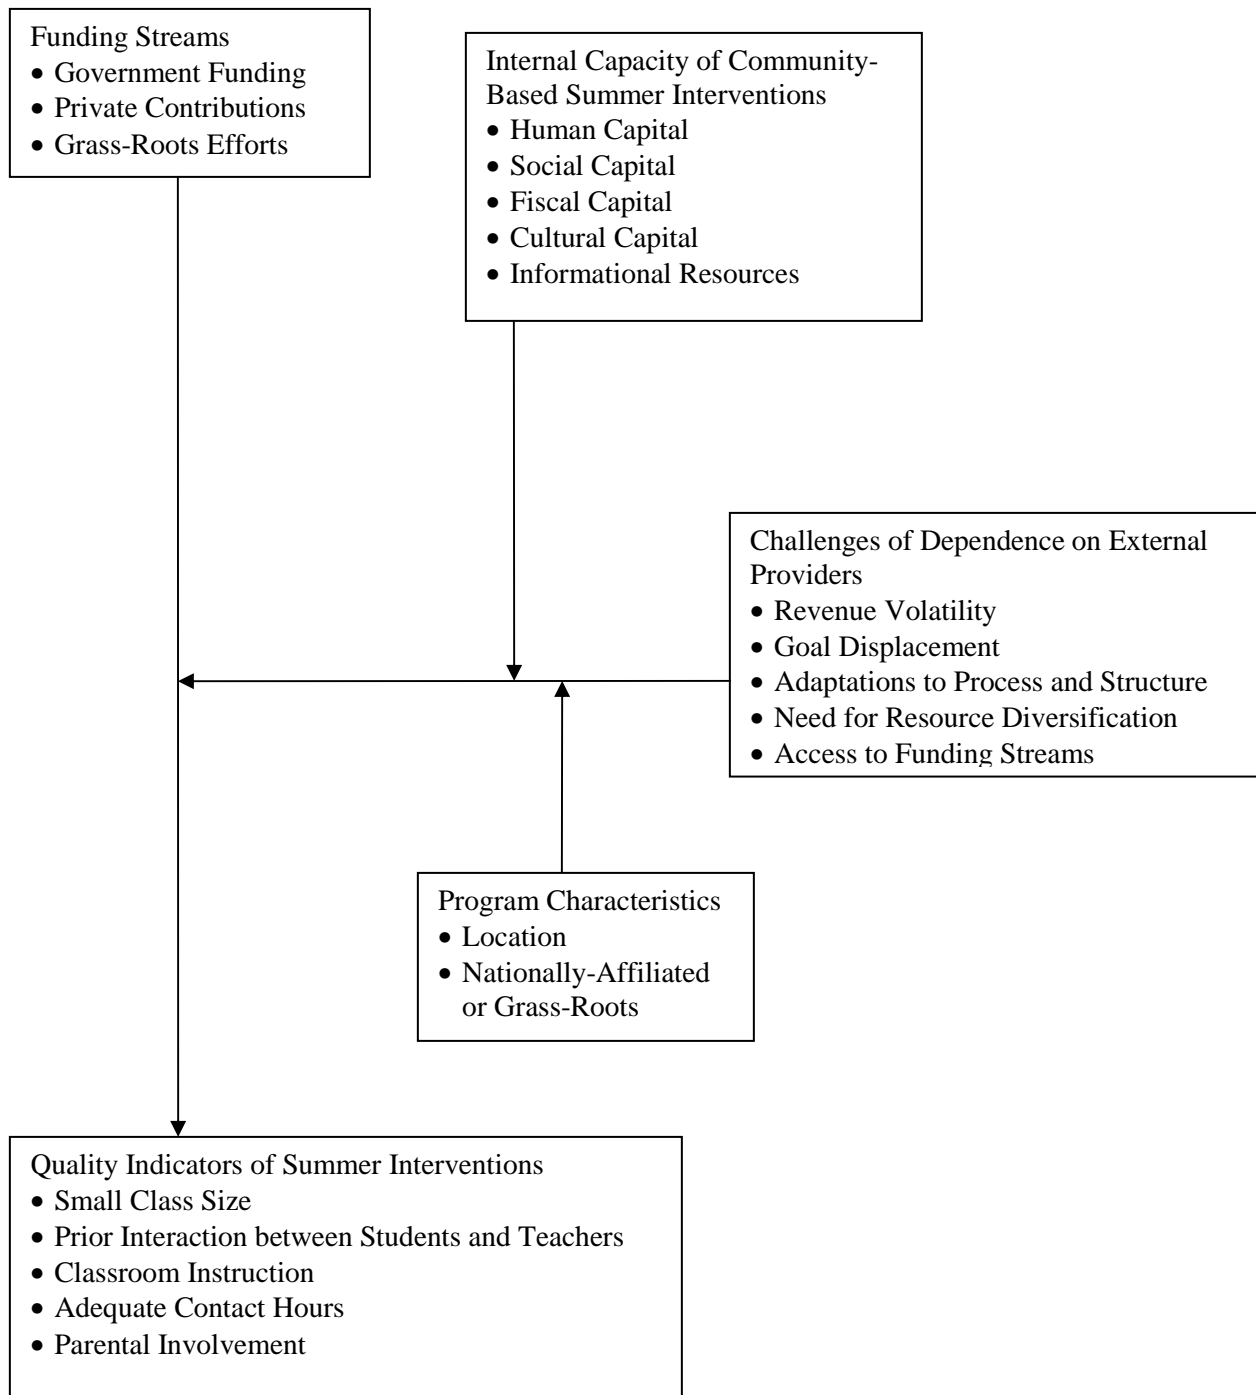 Funding Streams
• Government Funding
• Private Contributions
• Grass-Roots Efforts
Internal Capacity of Community-
Based Summer Interventions
• Human Capital
• Social Capital
• Fiscal Capital
• Cultural Capital
• Informational Resources
Challenges of Dependence on External
Providers
• Revenue Volatility
• Goal Displacement
• Adaptations to Process and Structure
• Need for Resource Diversification
• Access to Funding Streams
Program Characteristics
• Location
• Nationally-Affiliated
or Grass-Roots
Quality Indicators of Summer Interventions
• Small Class Size
• Prior Interaction between Students and Teachers
• Classroom Instruction
• Adequate Contact Hours
• Parental Involvement